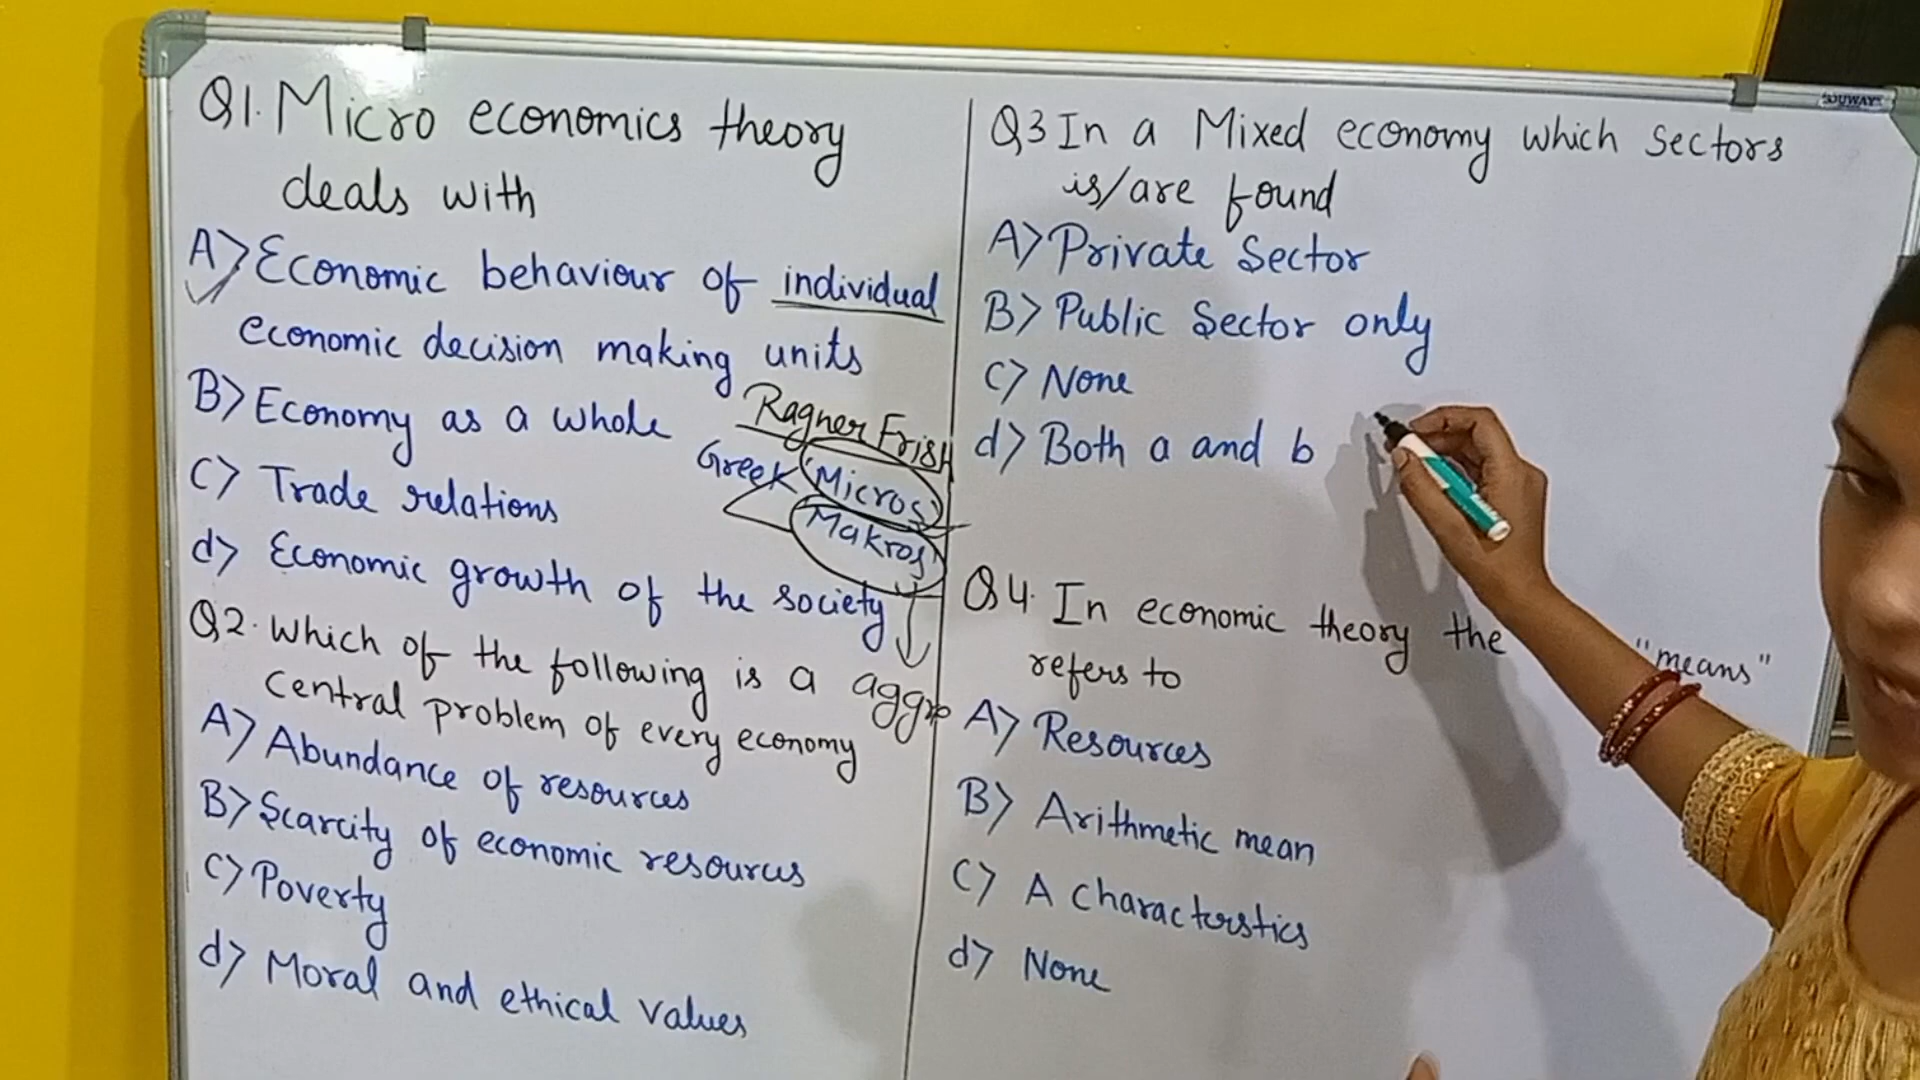 Q1. Micro economics theory
deals with
A> Economic behaviour of individual
economic decision making units
B> Economy as a whole
Ragner Frish
Greek
'Micros'
'Makros'
C> Trade relations
d> Economic growth of the society
Q2. Which of the following is a
aggre
central problem of every economy
A> Abundance of resources
B> Scarcity of economic resources
C> Poverty
d> Moral and ethical values
Q3 In a Mixed economy which sectors
is/are found
A> Private Sector
B> Public Sector only
C> None
d> Both a and b
Q4. In economic theory the "means"
refers to
A> Resources
B> Arithmetic mean
C> A characterstics
d> None